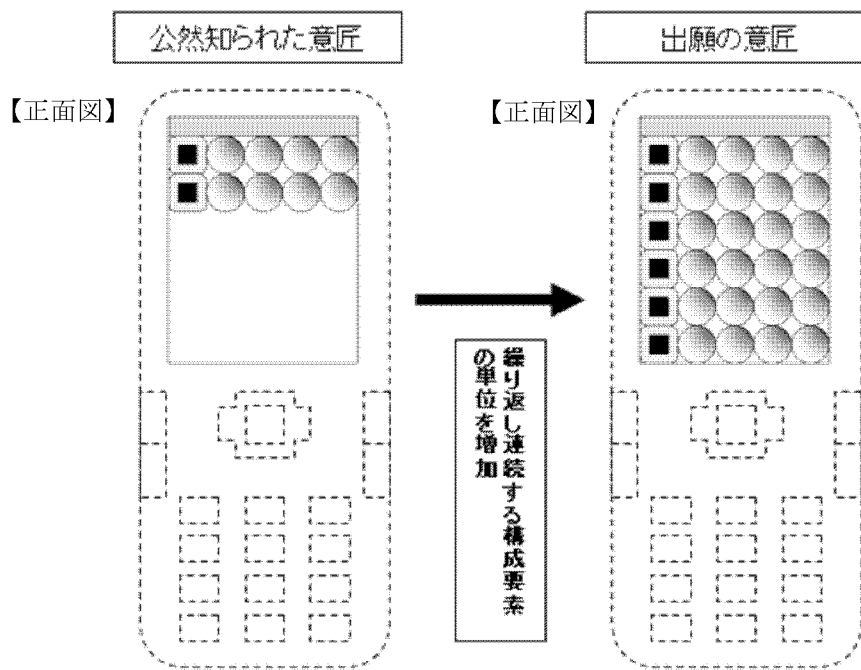 公然知られた意匠
出願の意匠
【正面図】
【正面図】
繰り返し連続する構成要素
の単位を増加